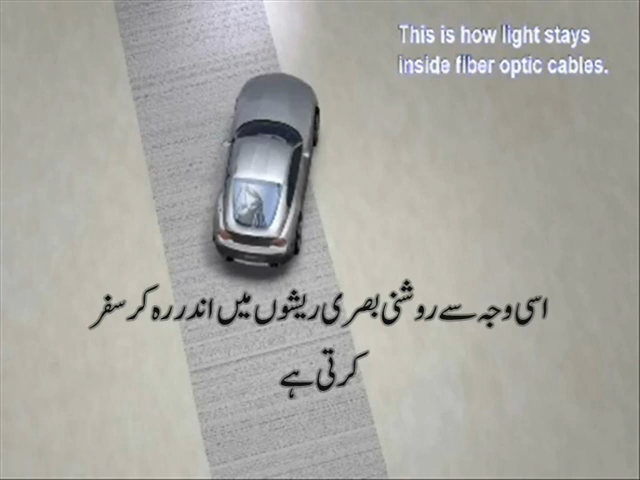 This is how light stays
inside fiber optic cables.
اسی وجہ سے روشنی بصری ریشوں میں اندر رہ کر سفر
کرتی ہے